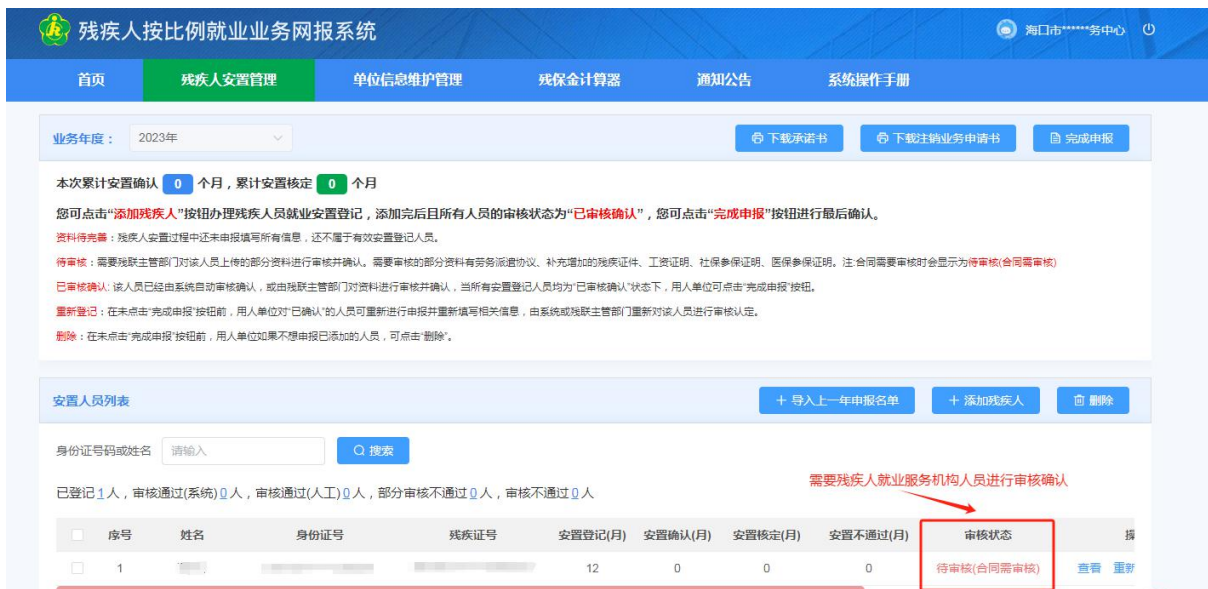 残疾人按比例就业业务网报系统
海口市******务中心
首页 残疾人安置管理 单位信息维护管理 残保金计算器 通知公告 系统操作手册
业务年度： 2023年 下载承诺书 下载注销业务申请书 完成申报
本次累计安置确认 0 个月，累计安置核定 0 个月
您可点击“添加残疾人”按钮办理残疾人员就业安置登记，添加完后且所有人员的审核状态为“已审核确认”，您可点击“完成申报”按钮进行最后确认。
资料待完善：残疾人安置过程中还未申报填写所有信息，还不属于有效安置登记人员。
待审核：需要残联主管部门对该人员上传的部分资料进行审核并确认。需要审核的部分资料有劳务派遣协议、补充增加的残疾证件、工资证明、社保参保证明、医保参保证明。注:合同需要审核时会显示为待审核(合同需审核)
已审核确认: 该人员已经由系统自动审核确认，或由残联主管部门对资料进行审核并确认，当所有安置登记人员均为“已审核确认”状态下，用人单位可点击“完成申报”按钮。
重新登记：在未点击“完成申报”按钮前，用人单位对“已确认”的人员可重新进行申报并重新填写相关信息，由系统或残联主管部门重新对该人员进行审核认定。
删除：在未点击“完成申报”按钮前，用人单位如果不想申报已添加的人员，可点击“删除”。
安置人员列表 + 导入上一年申报名单 + 添加残疾人 删除
身份证号码或姓名 请输入 搜索
需要残疾人就业服务机构人员进行审核确认
已登记1人，审核通过(系统)0人，审核通过(人工)0人，部分审核不通过0人，审核不通过0人
序号 姓名 身份证号 残疾证号 安置登记(月) 安置确认(月) 安置核定(月) 安置不通过(月) 审核状态 操
1 12 0 0 0 待审核(合同需审核) 查看 重新